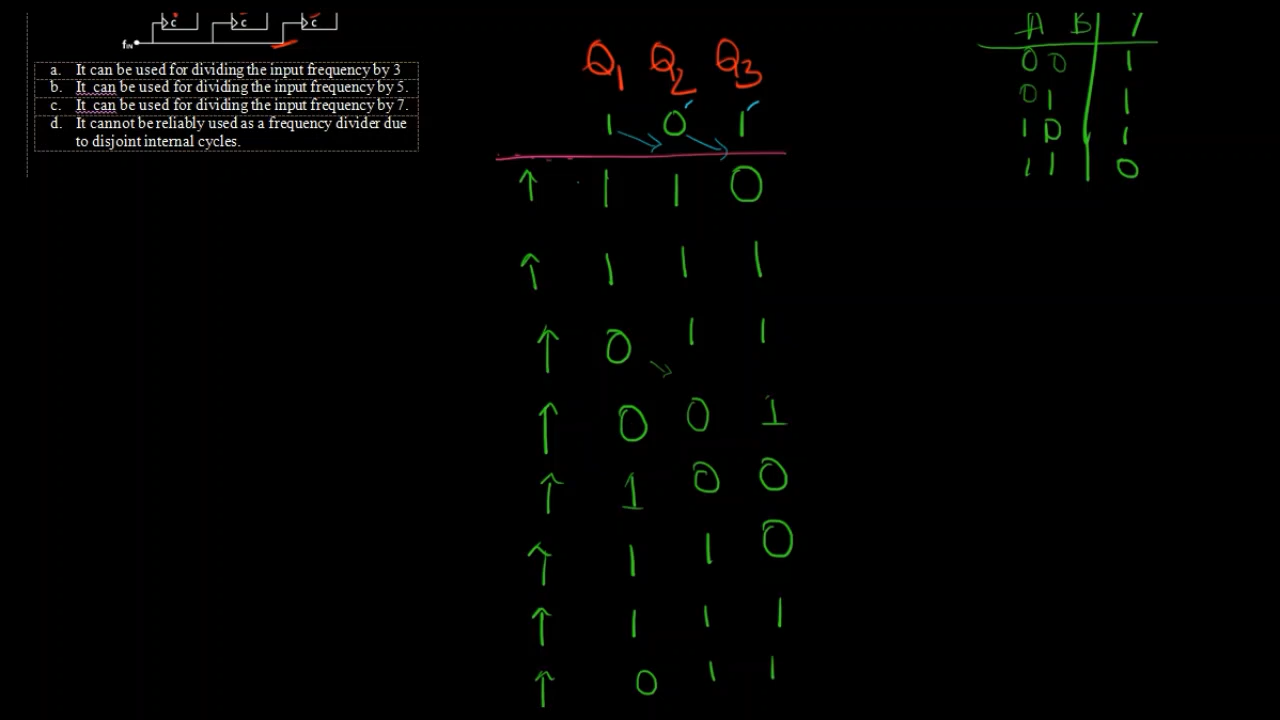 C C C
fIN
a. It can be used for dividing the input frequency by 3
b. It can be used for dividing the input frequency by 5.
c. It can be used for dividing the input frequency by 7.
d. It cannot be reliably used as a frequency divider due
to disjoint internal cycles.
Q1 Q2 Q3
1 0 1
↑ 1 1 0
↑ 1 1 1
↑ 0 1 1
↑ 0 0 1
↑ 1 0 0
↑ 1 1 0
↑ 1 1 1
↑ 0 1 1
A B Y
0 0 1
0 1 1
1 0 1
1 1 0